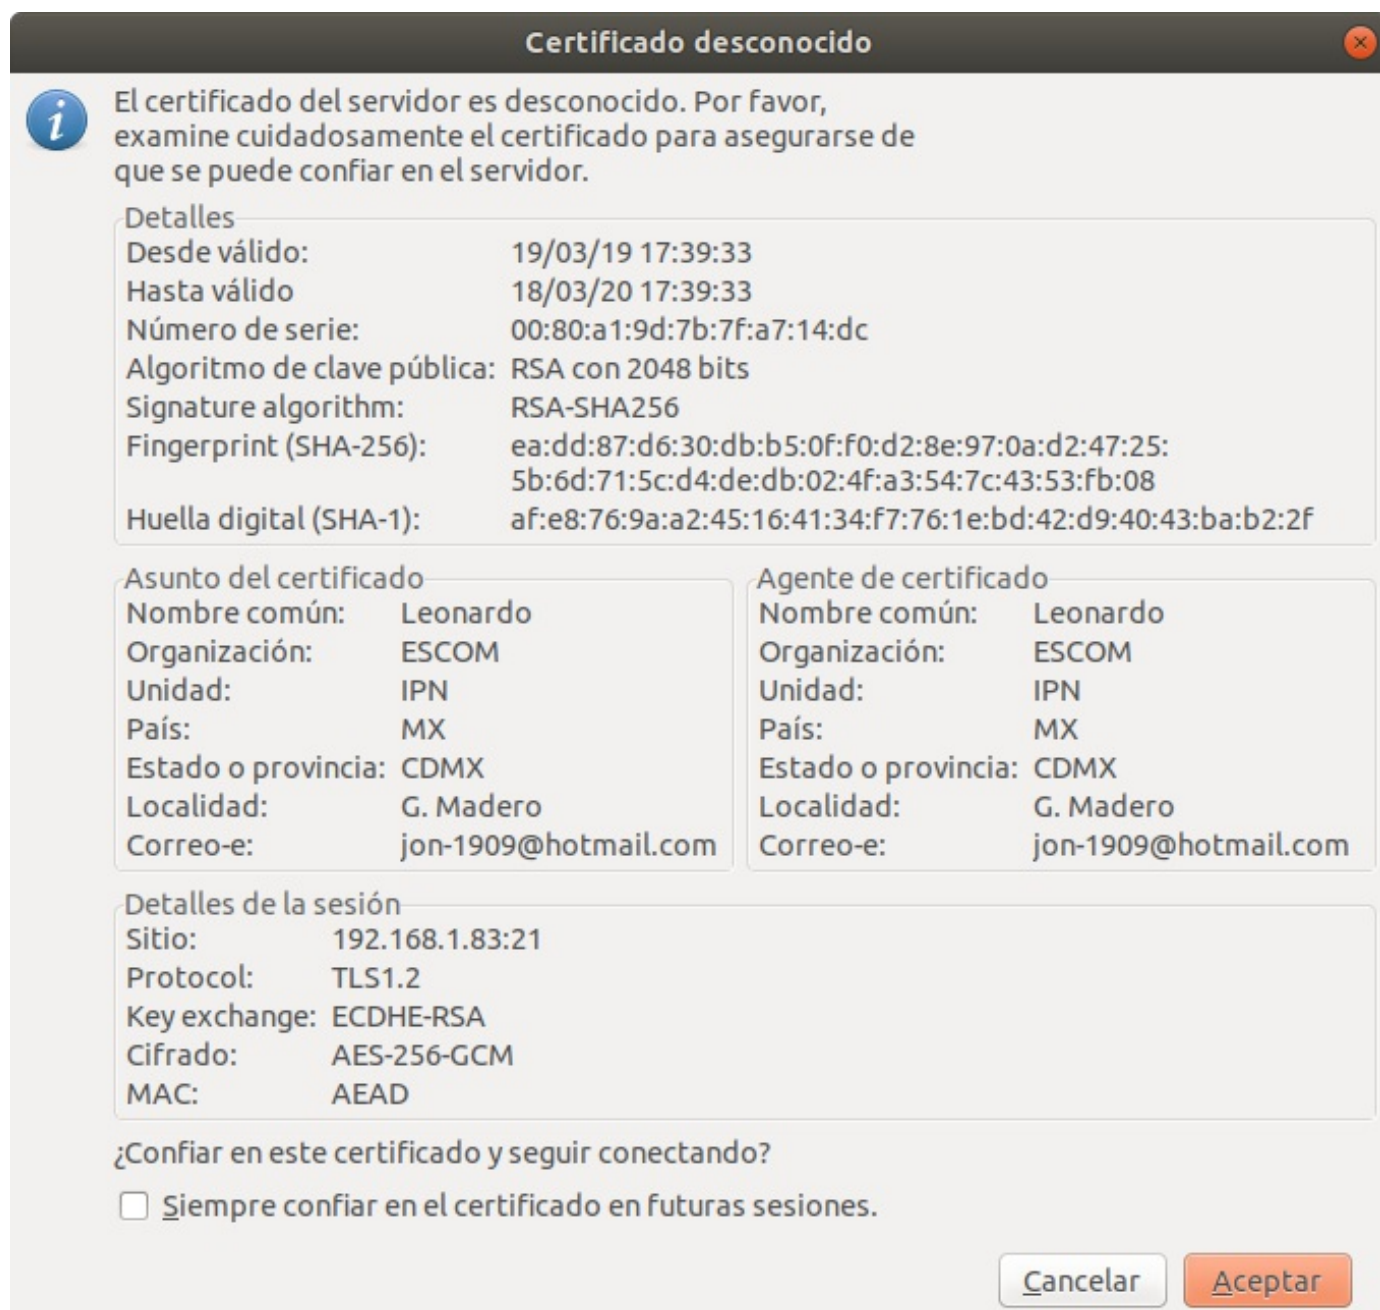 Certificado desconocido
El certificado del servidor es desconocido. Por favor,
examine cuidadosamente el certificado para asegurarse de
que se puede confiar en el servidor.
Detalles
Desde válido: 19/03/19 17:39:33
Hasta válido 18/03/20 17:39:33
Número de serie: 00:80:a1:9d:7b:7f:a7:14:dc
Algoritmo de clave pública: RSA con 2048 bits
Signature algorithm: RSA-SHA256
Fingerprint (SHA-256): ea:dd:87:d6:30:db:b5:0f:f0:d2:8e:97:0a:d2:47:25:
5b:6d:71:5c:d4:de:db:02:4f:a3:54:7c:43:53:fb:08
Huella digital (SHA-1): af:e8:76:9a:a2:45:16:41:34:f7:76:1e:bd:42:d9:40:43:ba:b2:2f
Asunto del certificado
Nombre común: Leonardo
Organización: ESCOM
Unidad: IPN
País: MX
Estado o provincia: CDMX
Localidad: G. Madero
Correo-e: jon-1909@hotmail.com
Agente de certificado
Nombre común: Leonardo
Organización: ESCOM
Unidad: IPN
País: MX
Estado o provincia: CDMX
Localidad: G. Madero
Correo-e: jon-1909@hotmail.com
Detalles de la sesión
Sitio: 192.168.1.83:21
Protocol: TLS1.2
Key exchange: ECDHE-RSA
Cifrado: AES-256-GCM
MAC: AEAD
¿Confiar en este certificado y seguir conectando?
Siempre confiar en el certificado en futuras sesiones.
Cancelar
Aceptar